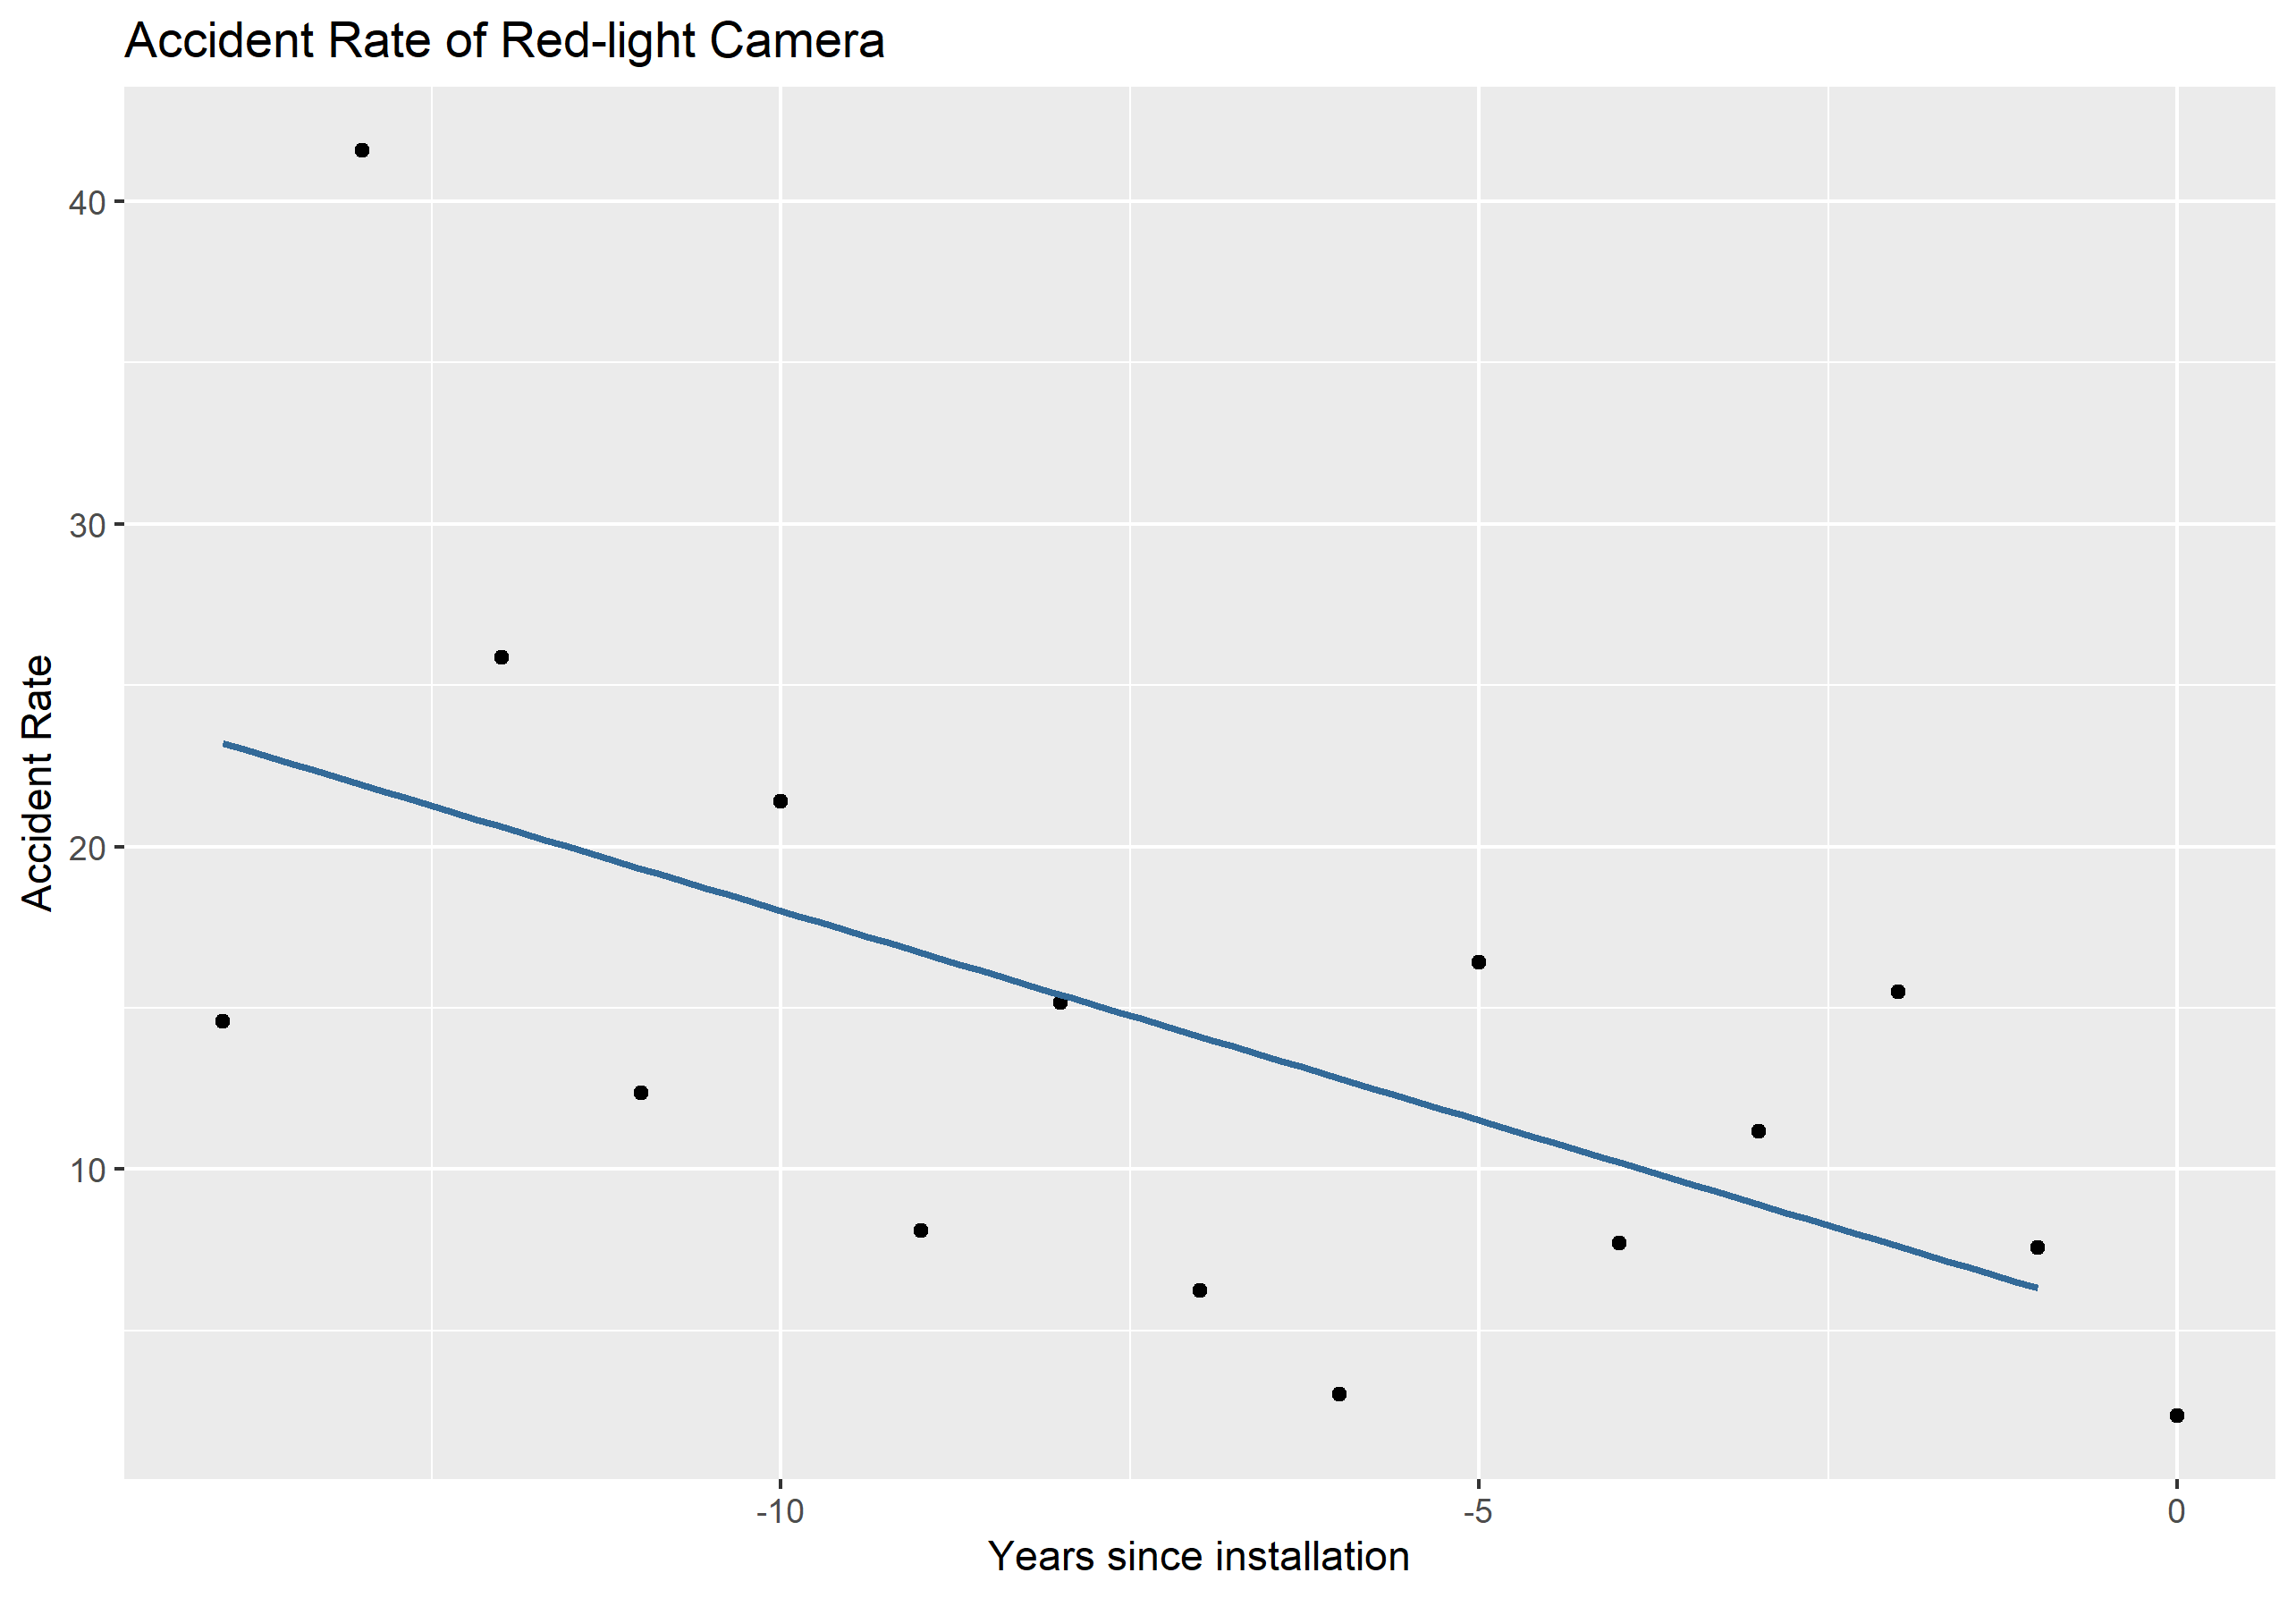 Accident Rate of Red-light Camera
40
30
20
10
Accident Rate
-10
-5
0
Years since installation